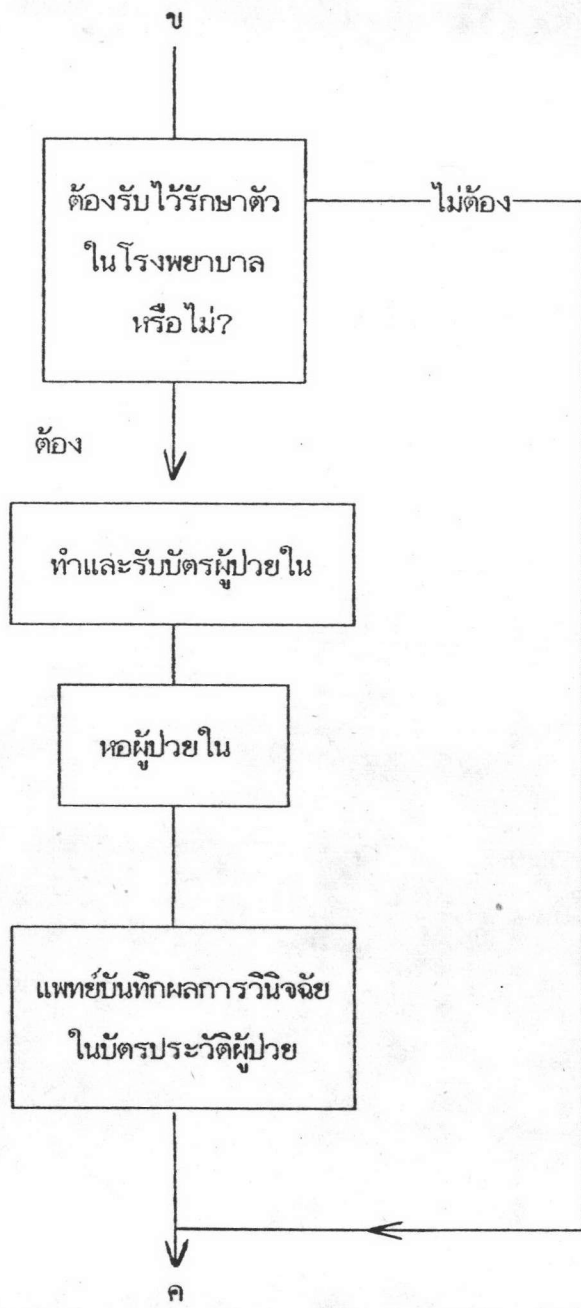 ข
ต้องรับไว้รักษาตัว
ไม่ต้อง
ในโรงพยาบาล
หรือไม่?
ต้อง
ทำและรับบัตรผู้ป่วยใน
หอผู้ป่วยใน
แพทย์บันทึกผลการวินิจฉัย
ในบัตรประวัติผู้ป่วย
ค